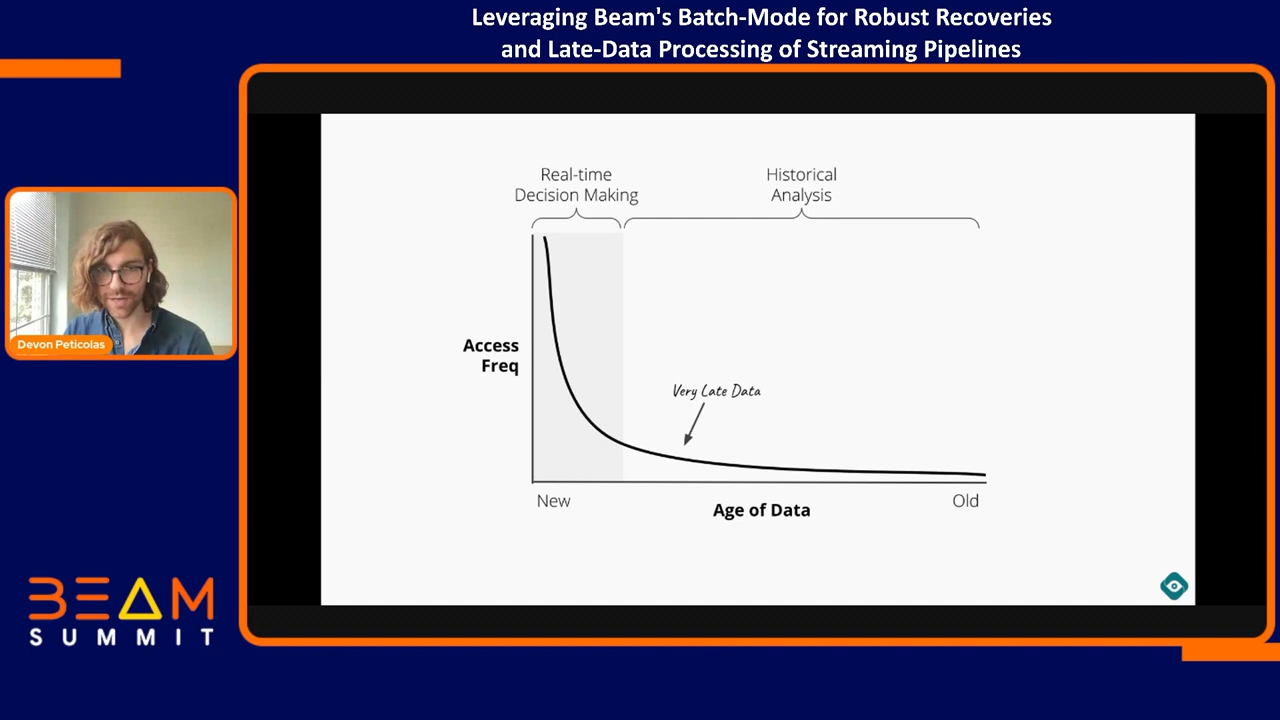 Leveraging Beam's Batch-Mode for Robust Recoveries
and Late-Data Processing of Streaming Pipelines
Real-time
Decision Making
Historical
Analysis
Access
Freq
Very Late Data
New
Old
Age of Data
Devon Peticolas
BEAM
SUMMIT